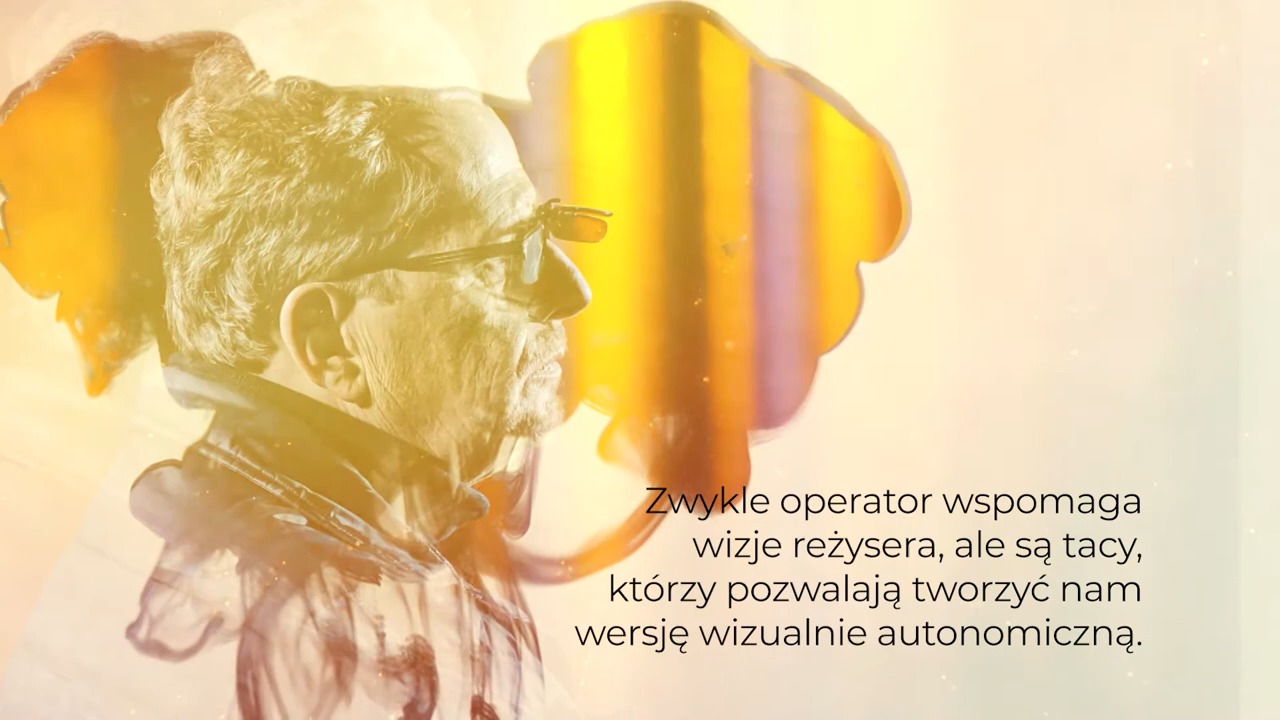 Zwykle operator wspomaga
wizje reżysera, ale są tacy,
którzy pozwalają tworzyć nam
wersję wizualnie autonomiczną.